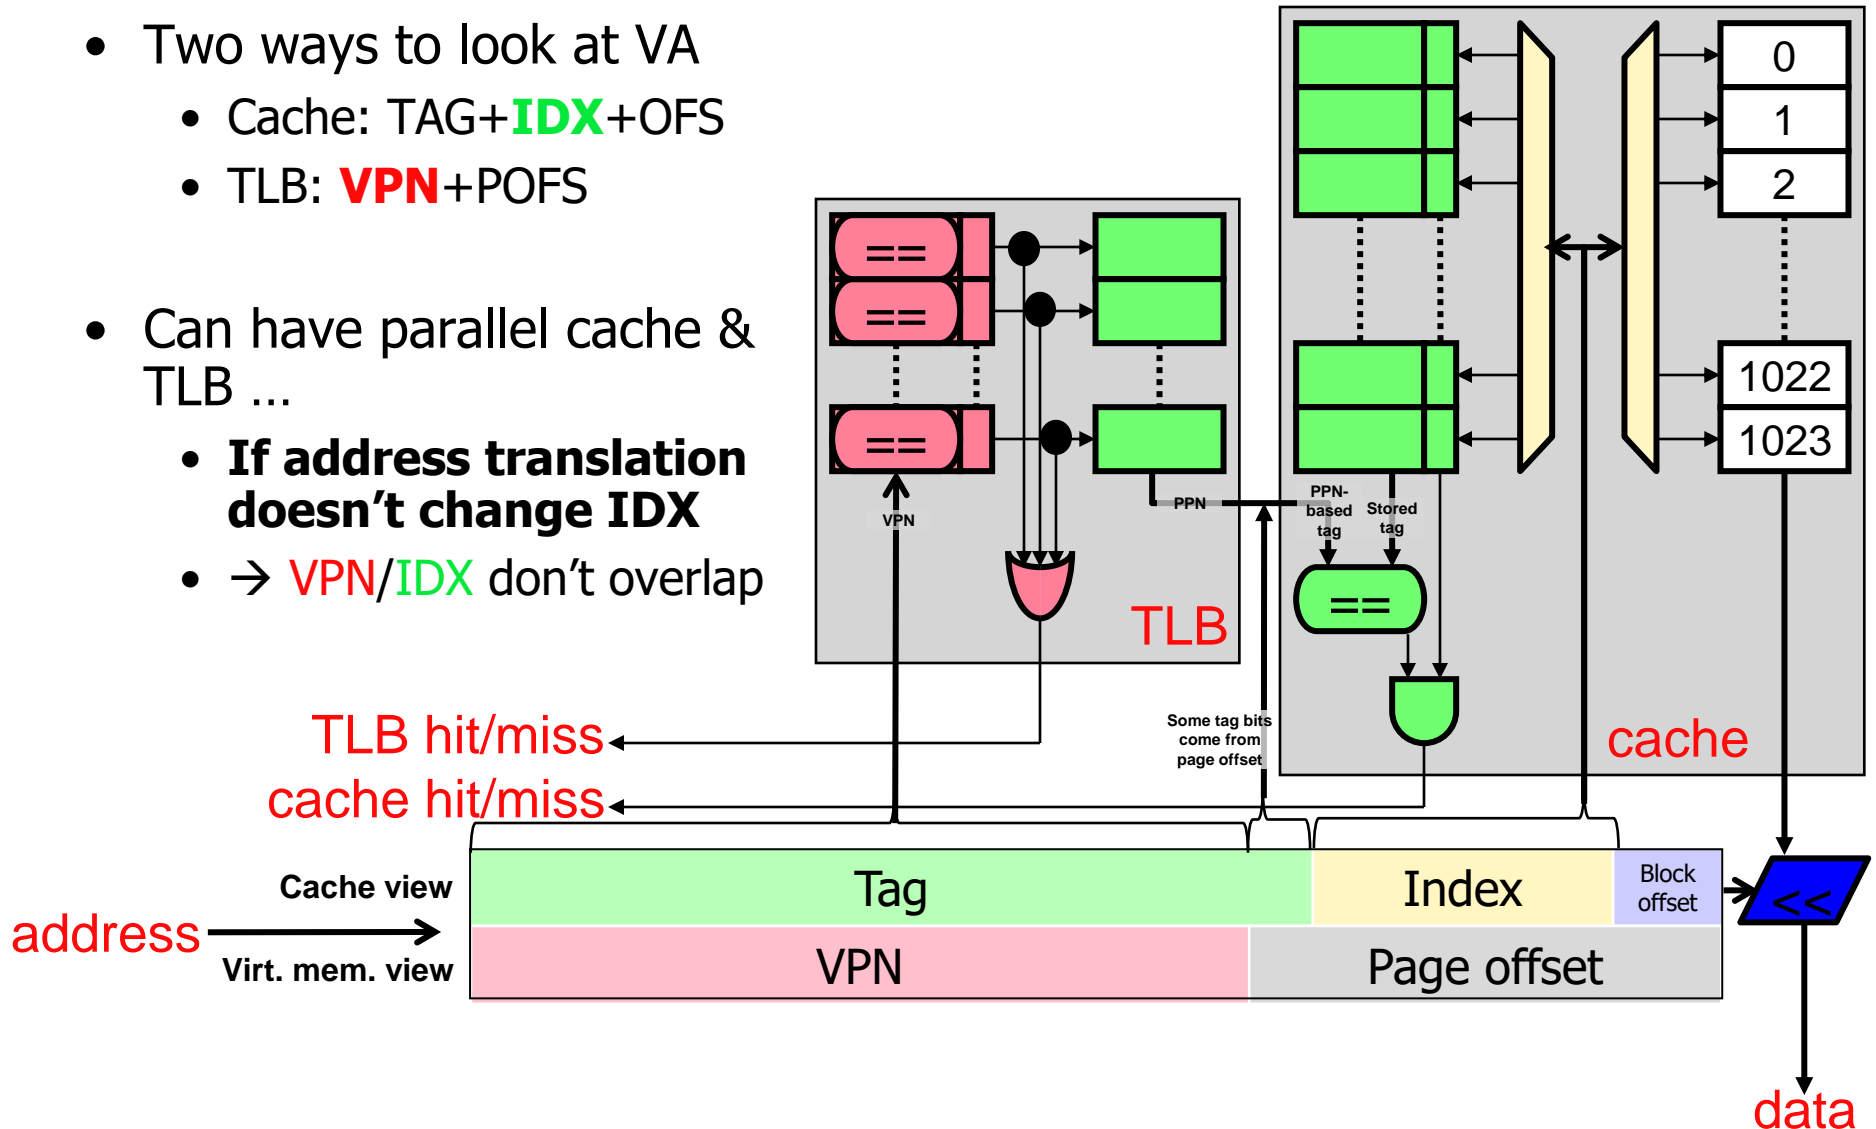 • Two ways to look at VA
• Cache: TAG+IDX+OFS
• TLB: VPN+POFS
• Can have parallel cache &
TLB ...
• If address translation
doesn't change IDX
• → VPN/IDX don't overlap
==
==
==
VPN
PPN
TLB
0
1
2
1022
1023
PPN-
based
tag
Stored
tag
==
cache
TLB hit/miss
cache hit/miss
Some tag bits
come from
page offset
address
Cache view
Virt. mem. view
Tag
Index
Block
offset
VPN
Page offset
<<
data